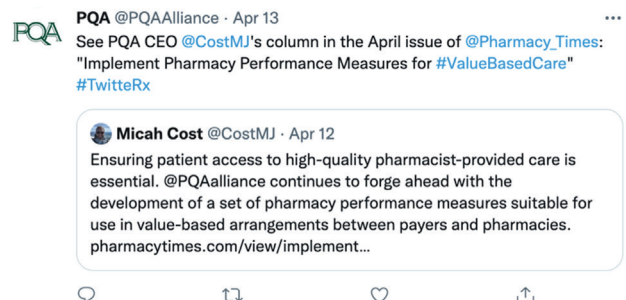 PQA
PQA @PQAAlliance · Apr 13
See PQA CEO @CostMJ's column in the April issue of @Pharmacy_Times:
"Implement Pharmacy Performance Measures for #ValueBasedCare"
#TwitteRx
Micah Cost @CostMJ · Apr 12
Ensuring patient access to high-quality pharmacist-provided care is
essential. @PQAalliance continues to forge ahead with the
development of a set of pharmacy performance measures suitable for
use in value-based arrangements between payers and pharmacies.
pharmacytimes.com/view/implement...